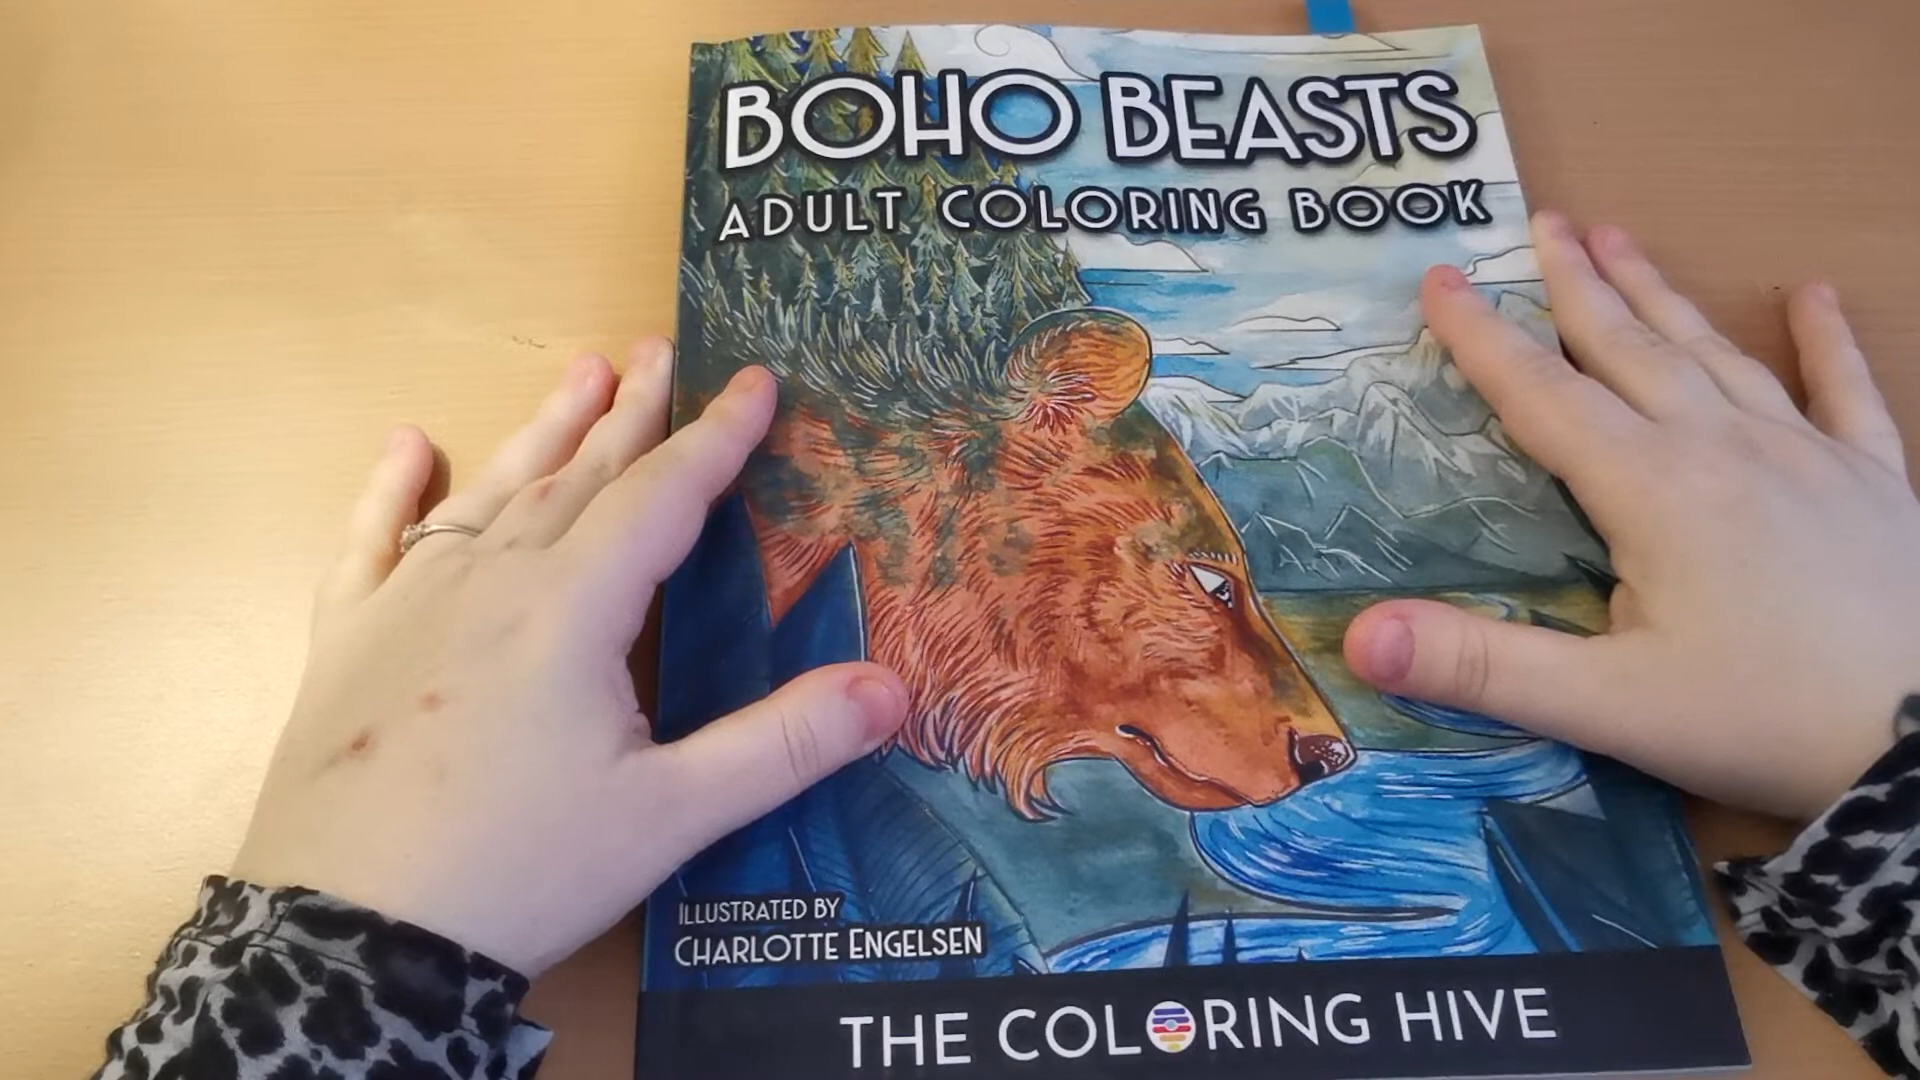 BOHO BEASTS
ADULT COLORING BOOK
ILLUSTRATED BY
CHARLOTTE ENGELSEN
THE COLORING HIVE